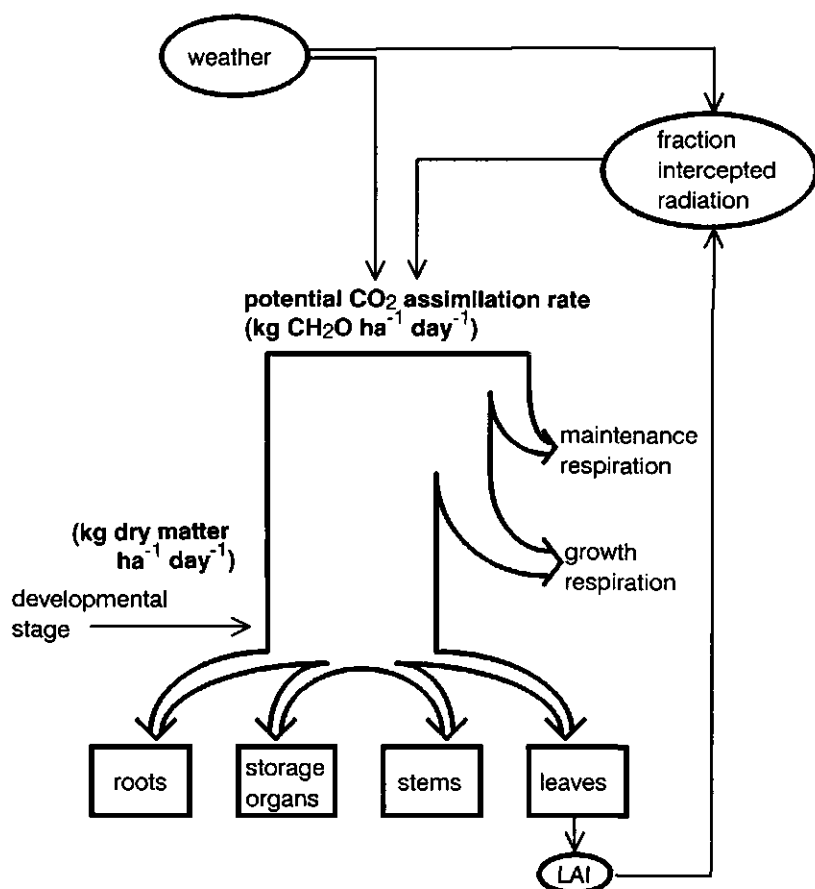 weather
fraction
intercepted
radiation
potential CO₂ assimilation rate
(kg CH₂O ha⁻¹ day⁻¹)
maintenance
respiration
(kg dry matter
ha⁻¹ day⁻¹)
growth
respiration
developmental
stage
roots
storage
organs
stems
leaves
LAI